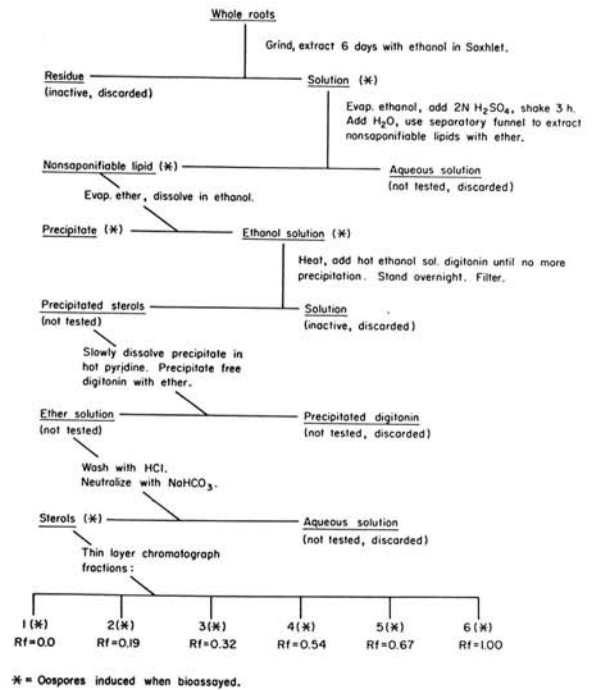 Whole roots
Grind, extract 6 days with ethanol in Soxhlet.
Residue
(inactive, discarded)
Solution (*)
Evap. ethanol, add 2N H₂SO₄, shake 3 h.
Add H₂O, use separatory funnel to extract
nonsaponifiable lipids with ether.
Nonsaponifiable lipid (*)
Aqueous solution
(not tested, discarded)
Evap. ether, dissolve in ethanol.
Precipitate (*)
Ethanol solution (*)
Heat, add hot ethanol sol. digitonin until no more
precipitation. Stand overnight. Filter.
Precipitated sterols
(not tested)
Solution
(inactive, discarded)
Slowly dissolve precipitate in
hot pyridine. Precipitate free
digitonin with ether.
Ether solution
(not tested)
Precipitated digitonin
(not tested, discarded)
Wash with HCl.
Neutralize with NaHCO₃.
Sterols (*)
Aqueous solution
(not tested, discarded)
Thin layer chromatograph
fractions:
1(*) 2(*) 3(*) 4(*) 5(*) 6(*)
Rf=0.0 Rf=0.19 Rf=0.32 Rf=0.54 Rf=0.67 Rf=1.00
* = Oospores induced when bioassayed.